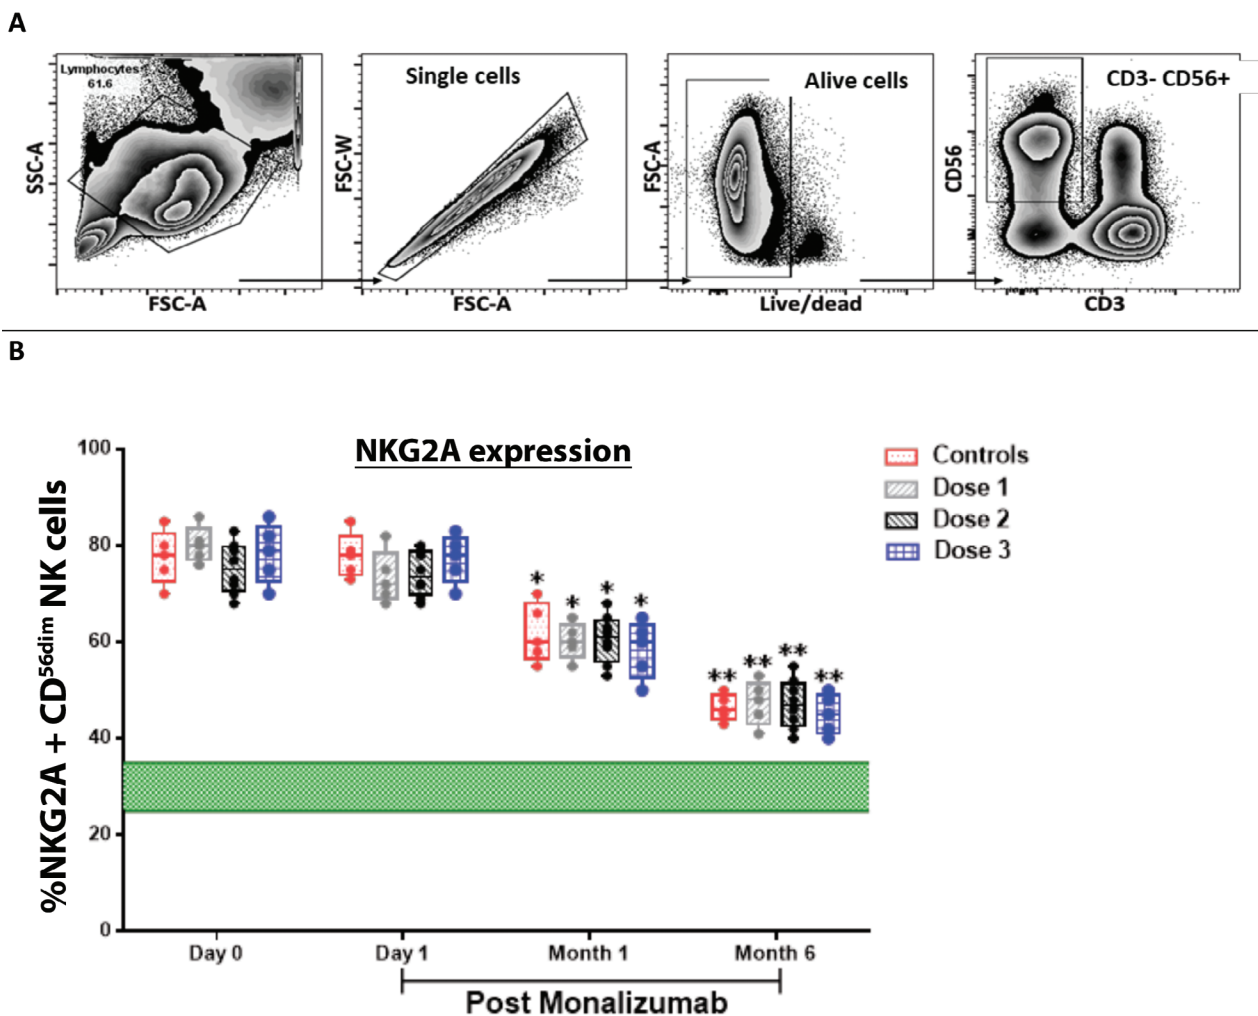 A
Lymphocytes
61.6
SSC-A
FSC-A
Single cells
FSC-W
FSC-A
Alive cells
FSC-A
Live/dead
CD3- CD56+
CD56
CD3
B
NKG2A expression
%NKG2A + CD56dim NK cells
100
80
60
40
20
0
* * * *
** ** ** **
Controls
Dose 1
Dose 2
Dose 3
Day 0 Day 1 Month 1 Month 6
Post Monalizumab